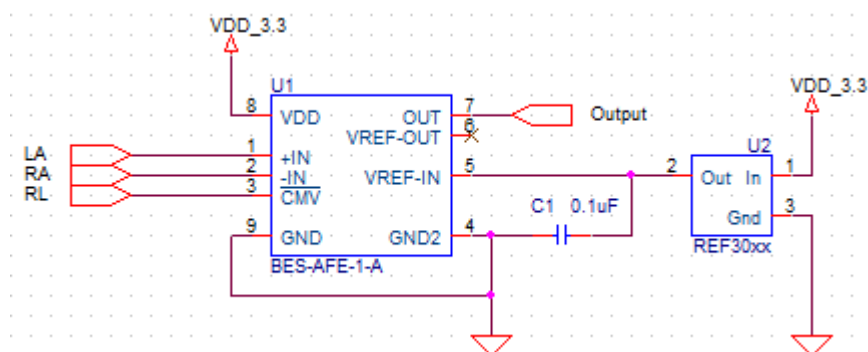 VDD_3.3
U1
8 VDD OUT 7 Output
VREF-OUT 6
VDD_3.3
LA 1 +IN
RA 2 -IN VREF-IN 5
RL 3 CMV
U2
2 Out In 1
C1 0.1uF
9 GND GND2 4
Gnd 3
BES-AFE-1-A
REF30xx